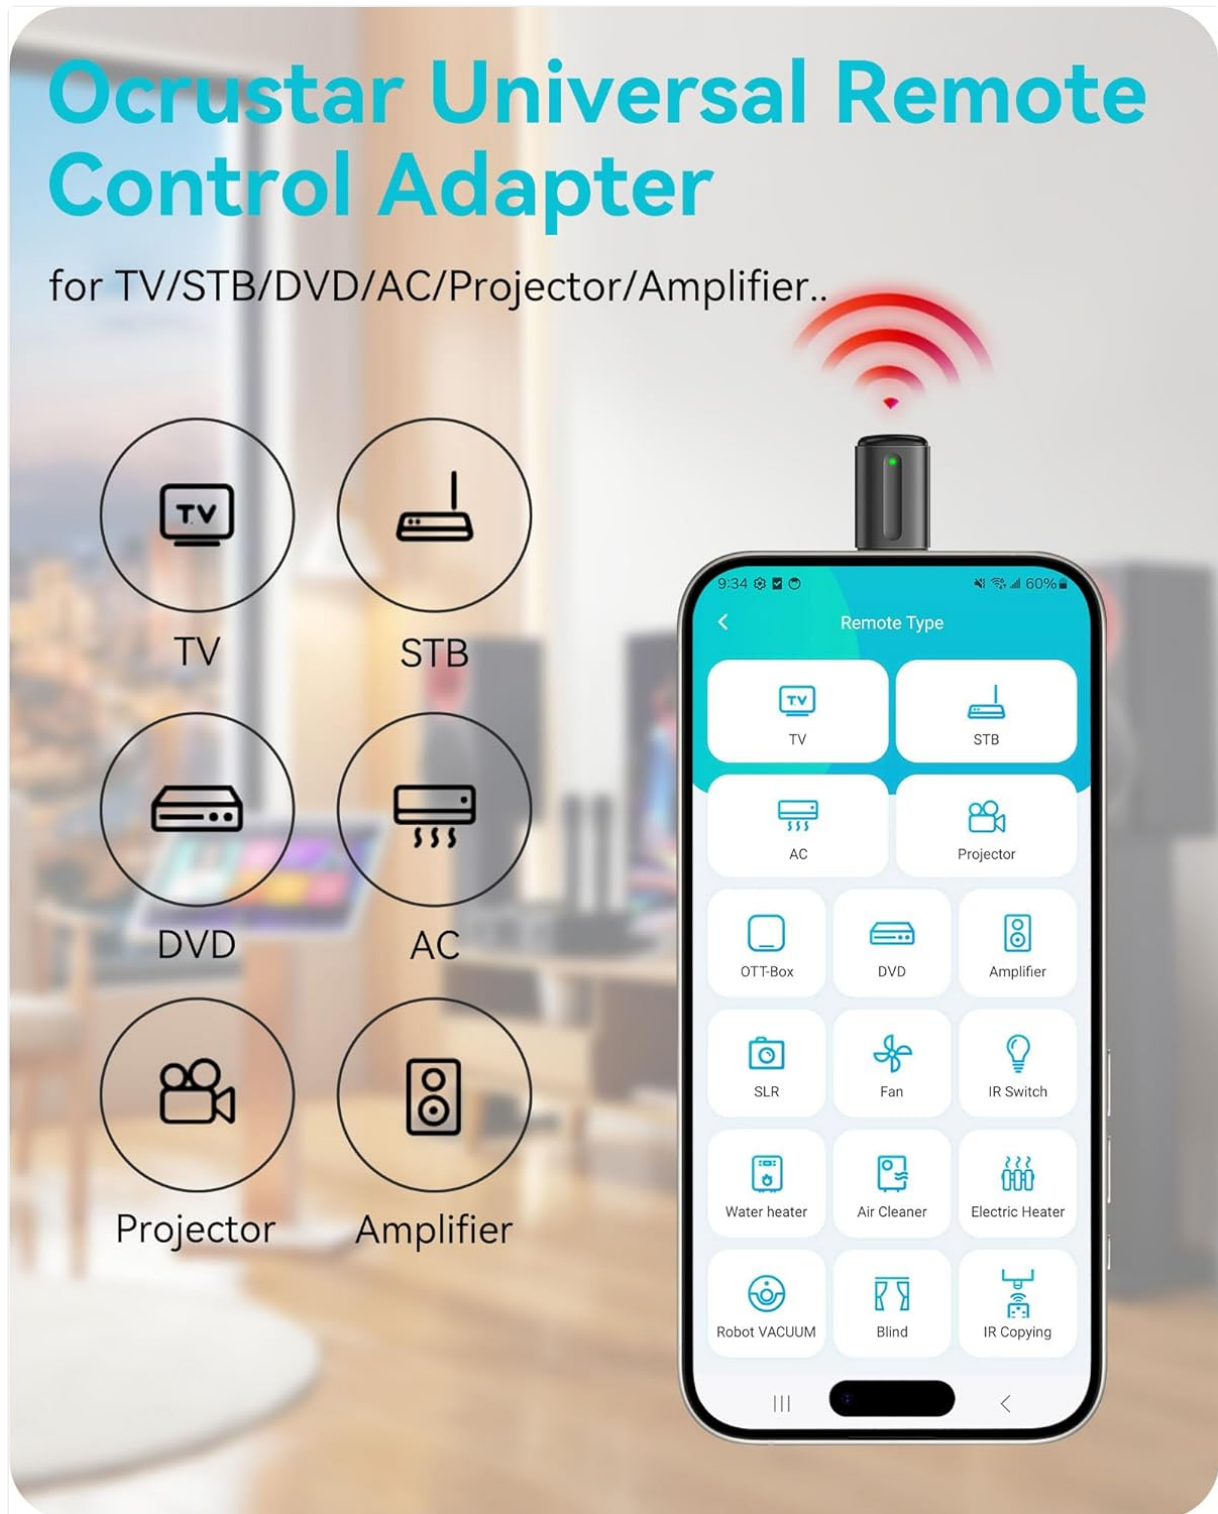 Ocrustar Universal Remote
Control Adapter
for TV/STB/DVD/AC/Projector/Amplifier..
TV
TV
STB
DVD
AC
Projector
Amplifier
9:34 60%
Remote Type
TV
TV
STB
AC
Projector
OTT-Box
DVD
Amplifier
SLR
Fan
IR Switch
Water heater
Air Cleaner
Electric Heater
Robot VACUUM
Blind
IR Copying